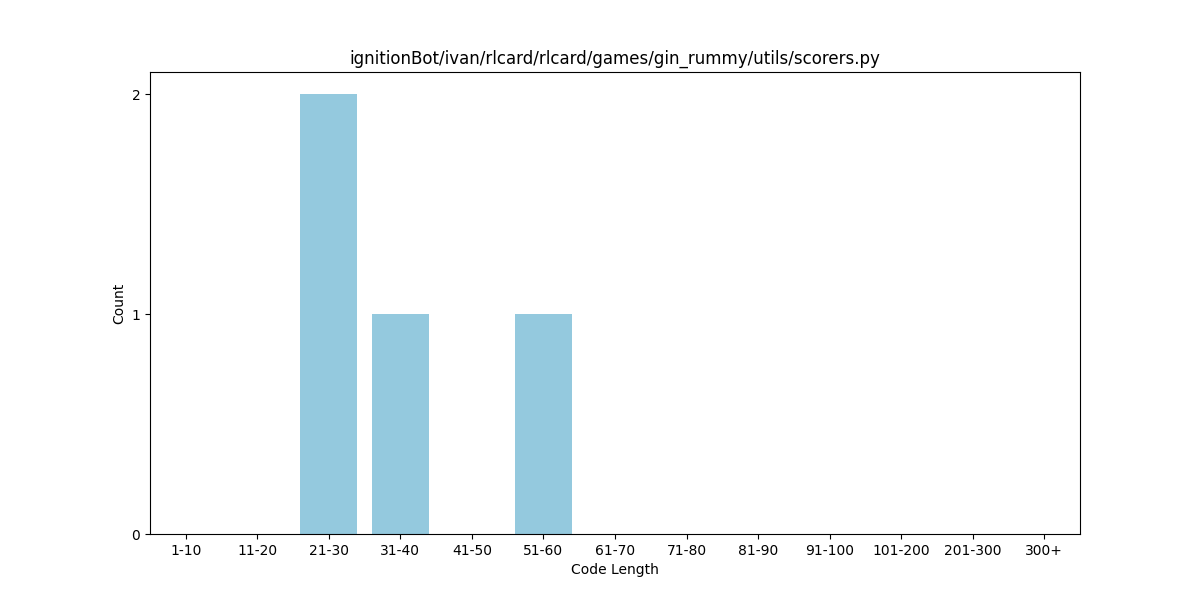 ignitionBot/ivan/rlcard/rlcard/games/gin_rummy/utils/scorers.py
2
1
0
Count
1-10 11-20 21-30 31-40 41-50 51-60 61-70 71-80 81-90 91-100 101-200 201-300 300+
Code Length